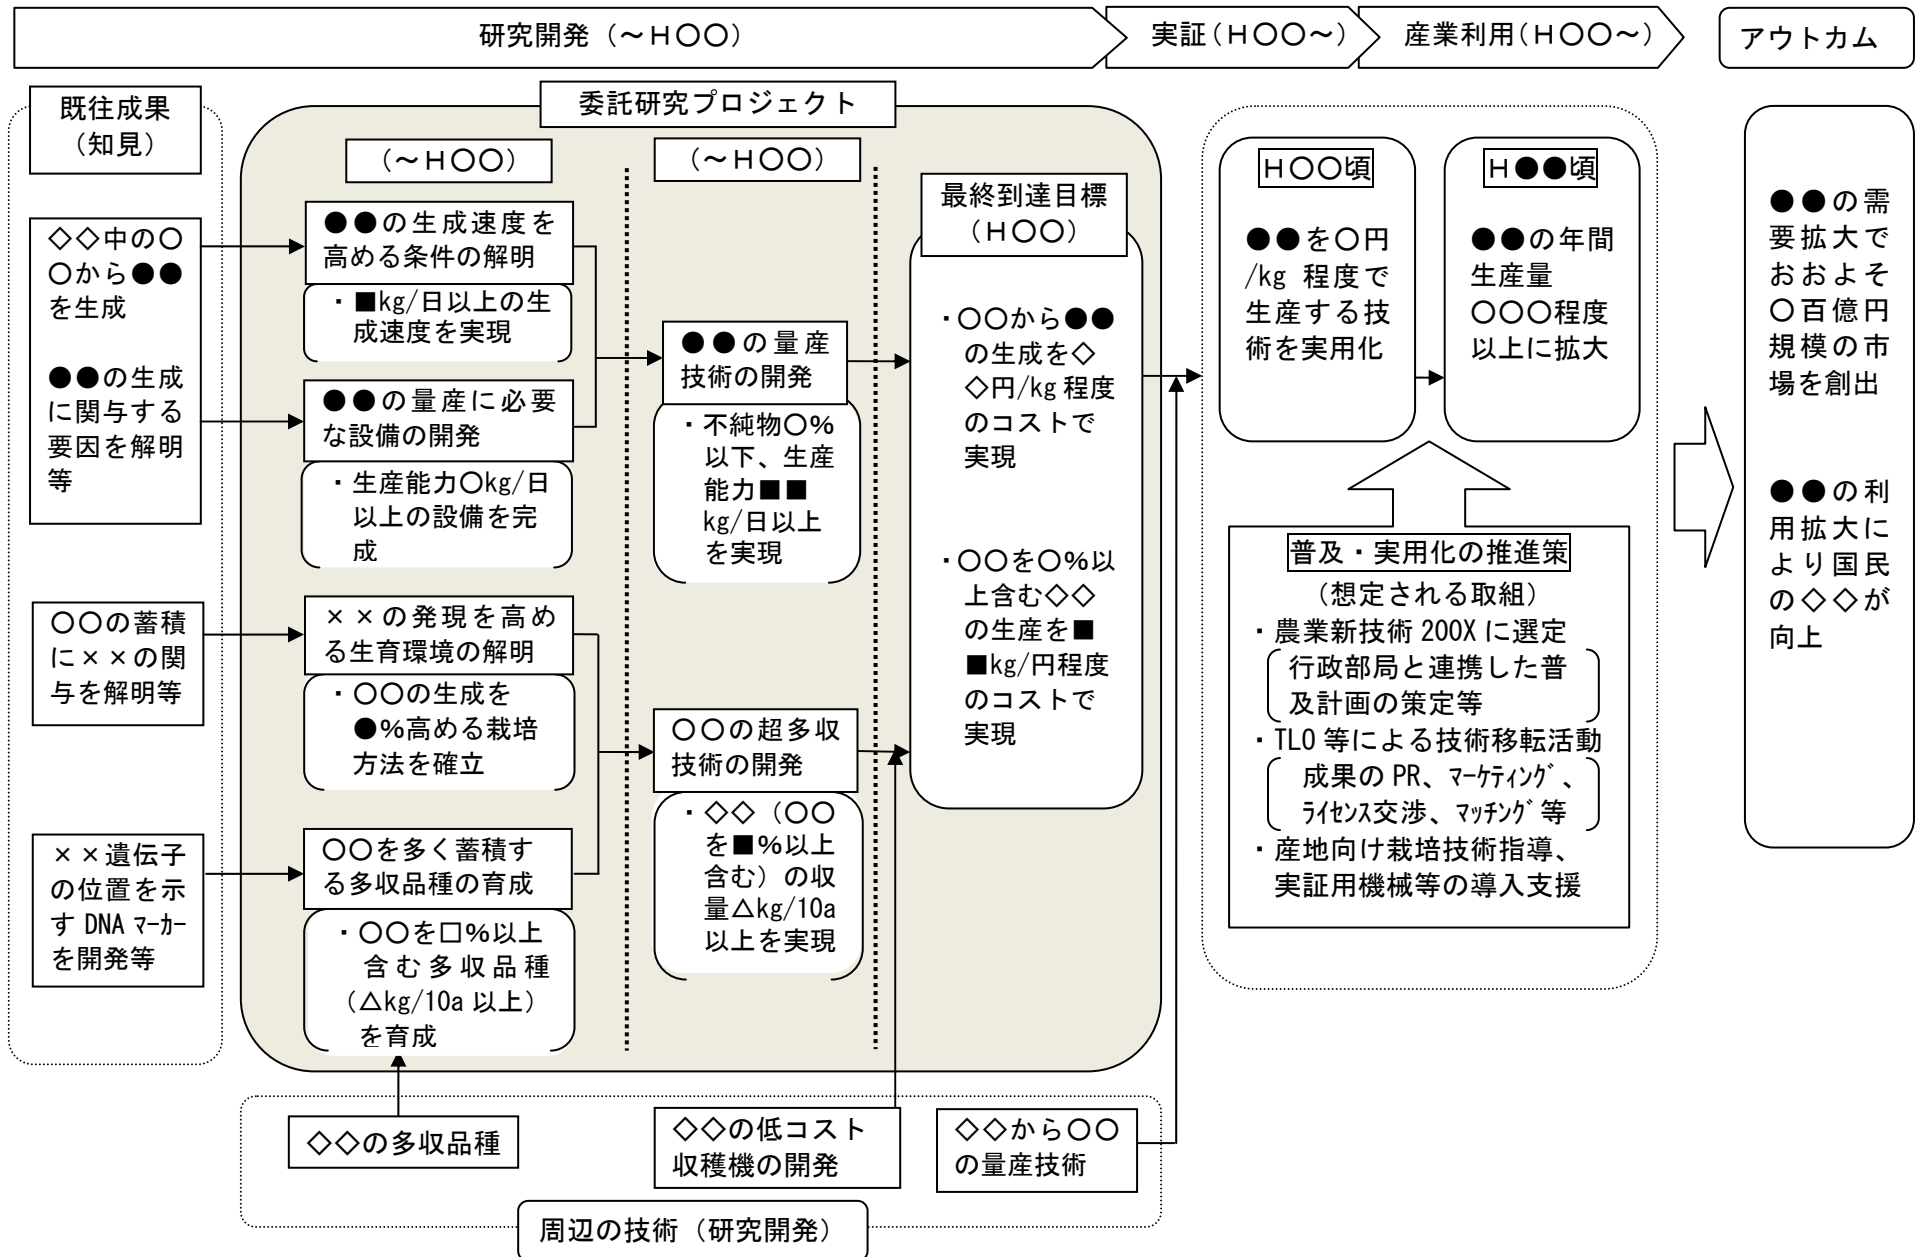 研究開発（～H〇〇）
実証（H〇〇～）
産業利用（H〇〇～）
アウトカム
既往成果
（知見）
◇◇中の〇
〇から●●
を生成
●●の生成
に関与する
要因を解明
等
〇〇の蓄積
に××の関
与を解明等
××遺伝子
の位置を示
す DNA ﾏｰｶｰ
を開発等
委託研究プロジェクト
（～H〇〇）
●●の生成速度を
高める条件の解明
・■kg/日以上の生
成速度を実現
●●の量産に必要
な設備の開発
・生産能力〇kg/日
以上の設備を完
成
××の発現を高め
る生育環境の解明
・〇〇の生成を
●%高める栽培
方法を確立
〇〇を多く蓄積す
る多収品種の育成
・〇〇を□%以上
含む多収品種
（△kg/10a 以上）
を育成
（～H〇〇）
●●の量産
技術の開発
・不純物〇%
以下、生産
能力■■
kg/日以上
を実現
〇〇の超多収
技術の開発
・◇◇（〇〇
を■%以上
含む）の収
量△kg/10a
以上を実現
最終到達目標
（H〇〇）
・〇〇から●●
の生成を◇
◇円/kg 程度
のコストで
実現
・〇〇を〇%以
上含む◇◇
の生産を■
■kg/円程度
のコストで
実現
H〇〇頃
●●を〇円
/kg 程度で
生産する技
術を実用化
H●●頃
●●の年間
生産量
〇〇〇程度
以上に拡大
普及・実用化の推進策
（想定される取組）
・農業新技術 200X に選定
行政部局と連携した普
及計画の策定等
・TLO 等による技術移転活動
成果の PR、ﾏｰｹﾃｨﾝｸﾞ、
ﾗｲｾﾝｽ交渉、ﾏｯﾁﾝｸﾞ等
・産地向け栽培技術指導、
実証用機械等の導入支援
●●の需
要拡大で
おおよそ
〇百億円
規模の市
場を創出
●●の利
用拡大に
より国民
の◇◇が
向上
◇◇の多収品種
◇◇の低コスト
収穫機の開発
◇◇から〇〇
の量産技術
周辺の技術（研究開発）